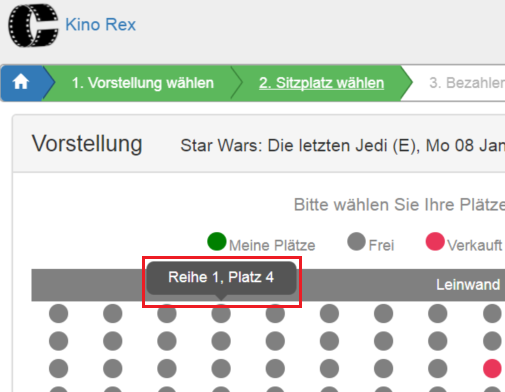 Kino Rex
1. Vorstellung wählen
2. Sitzplatz wählen
3. Bezahlen
Vorstellung
Star Wars: Die letzten Jedi (E), Mo 08 Jan
Bitte wählen Sie Ihre Plätze
Meine Plätze
Frei
Verkauft
Reihe 1, Platz 4
Leinwand